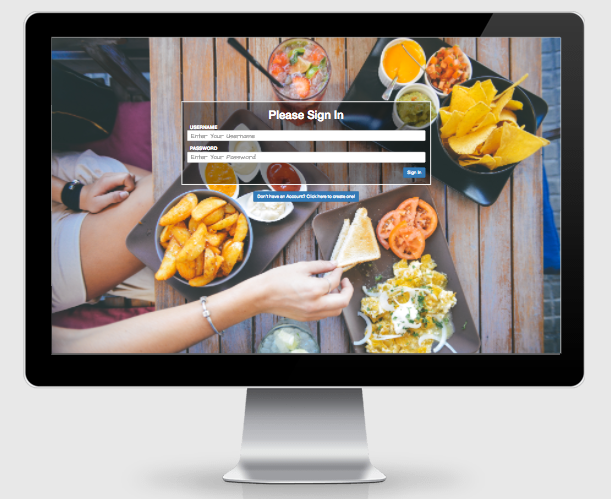 Please Sign In
USERNAME
Enter Your Username
PASSWORD
Enter Your Password
Sign In
Don't have an Account? Click here to create one!